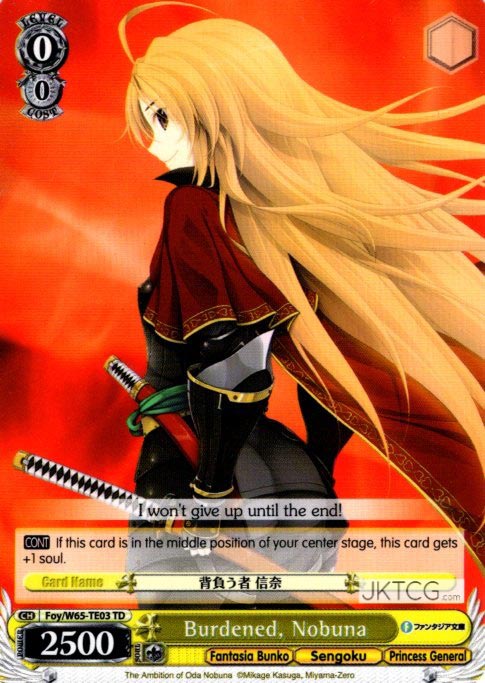 LEVEL
0
0
COST
I won't give up until the end!
CONT If this card is in the middle position of your center stage, this card gets
+1 soul.
Card Name
背負う者 信奈
JKTCG.com
CH Foy/W65-TE03 TD
POWER
2500
SOUL
Burdened, Nobuna
ファンタジア文庫
Fantasia Bunko
Sengoku
Princess General
The Ambition of Oda Nobuna ©Mikage Kasuga, Miyama-Zero